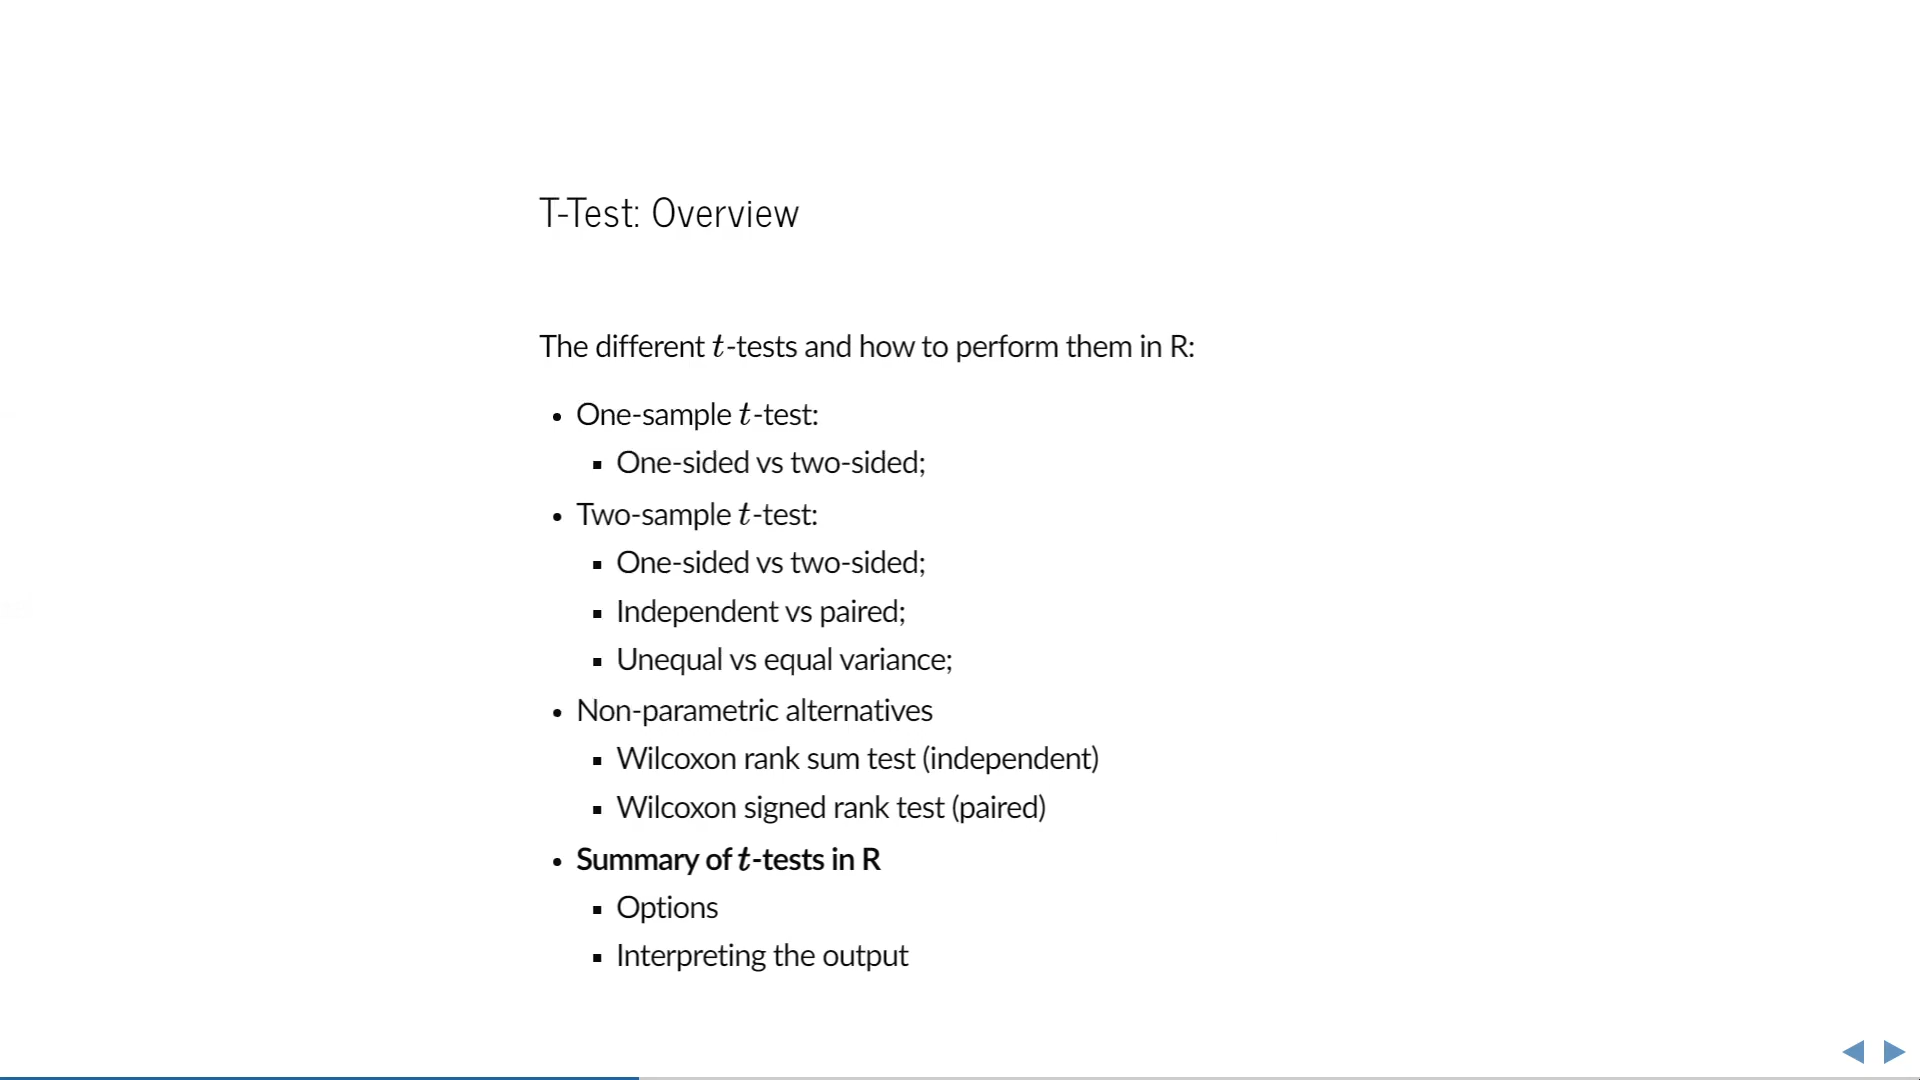 T-Test: Overview
The different t-tests and how to perform them in R:
• One-sample t-test:
▪ One-sided vs two-sided;
• Two-sample t-test:
▪ One-sided vs two-sided;
▪ Independent vs paired;
▪ Unequal vs equal variance;
• Non-parametric alternatives
▪ Wilcoxon rank sum test (independent)
▪ Wilcoxon signed rank test (paired)
• Summary of t-tests in R
▪ Options
▪ Interpreting the output